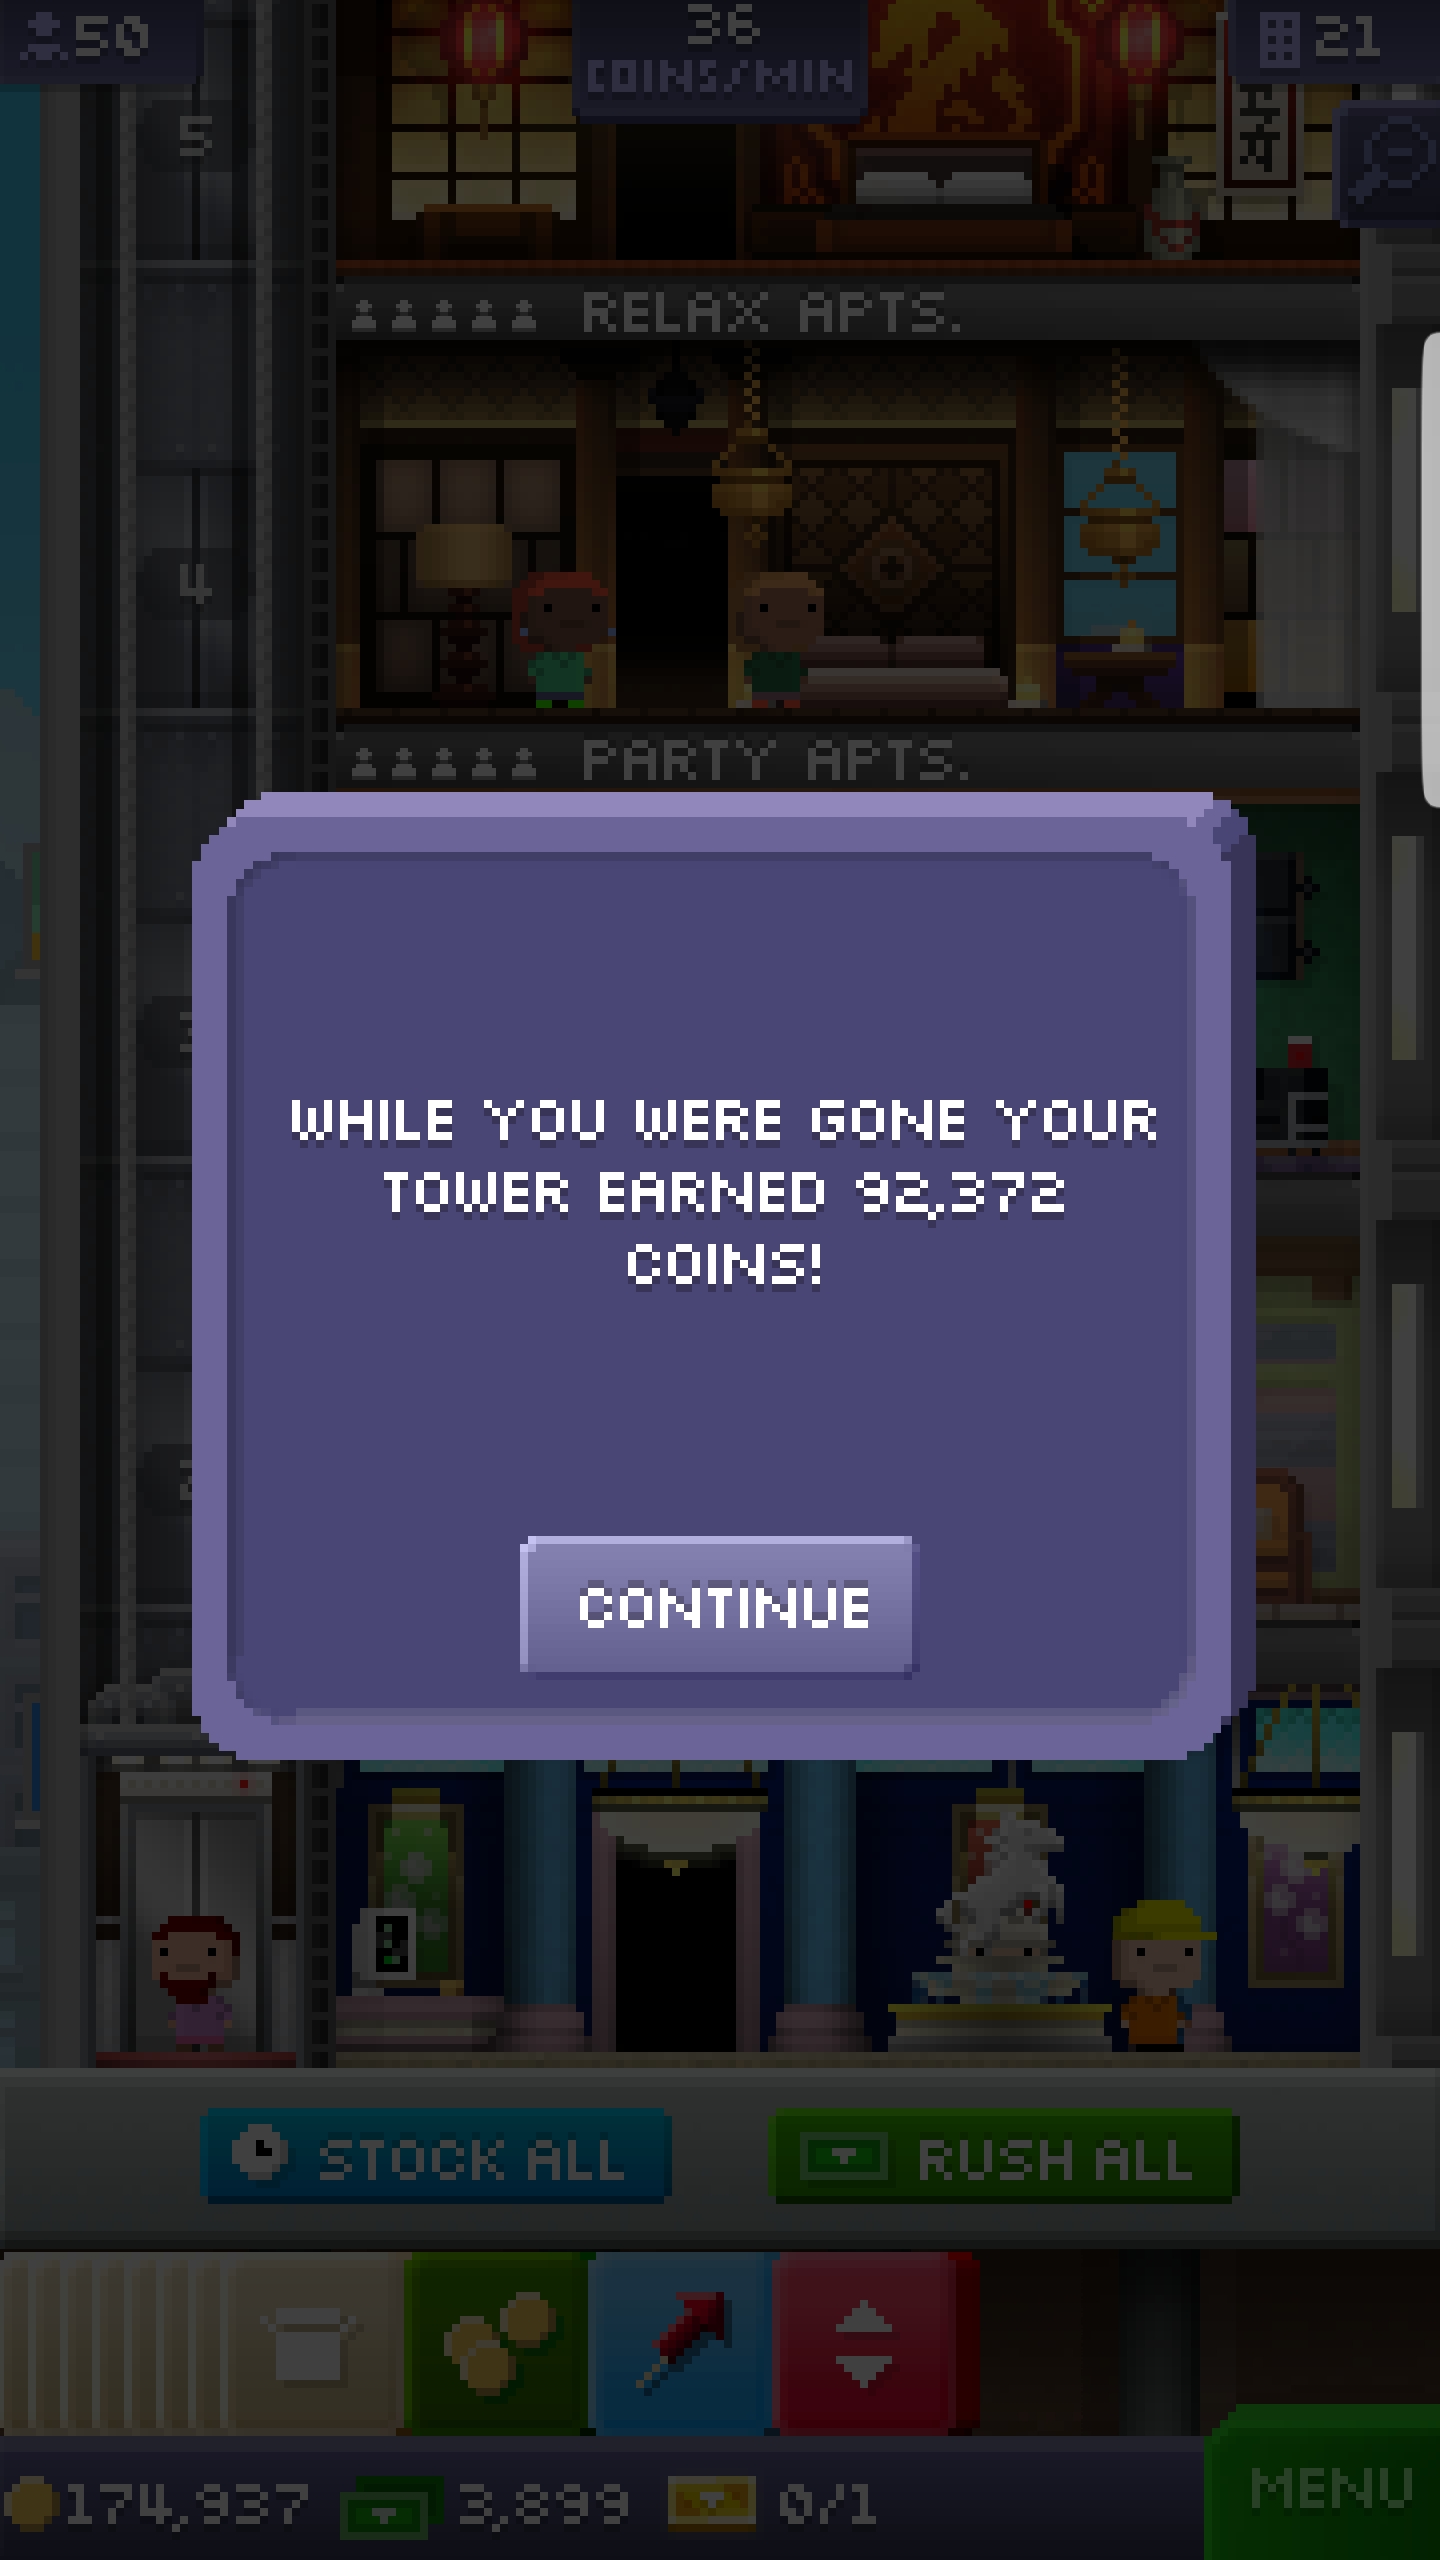 50
36
COINS/MIN
21
5
RELAX APTS.
4
PARTY APTS.
WHILE YOU WERE GONE YOUR
TOWER EARNED 92,372
COINS!
CONTINUE
STOCK ALL
RUSH ALL
174,937
3,899
0/1
MENU